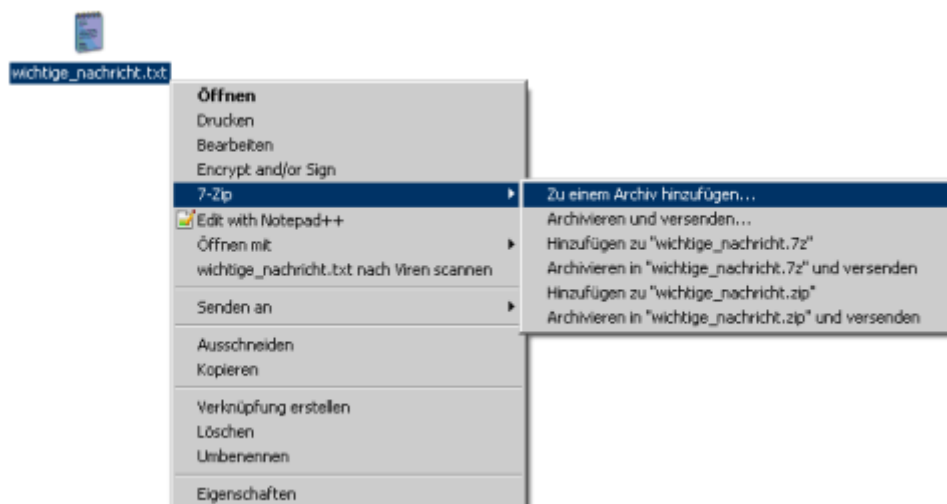 wichtige_nachricht.txt
Öffnen
Drucken
Bearbeiten
Encrypt and/or Sign
7-Zip
Edit with Notepad++
Öffnen mit
wichtige_nachricht.txt nach Viren scannen
Senden an
Ausschneiden
Kopieren
Verknüpfung erstellen
Löschen
Umbenennen
Eigenschaften
Zu einem Archiv hinzufügen...
Archivieren und versenden...
Hinzufügen zu "wichtige_nachricht.7z"
Archivieren in "wichtige_nachricht.7z" und versenden
Hinzufügen zu "wichtige_nachricht.zip"
Archivieren in "wichtige_nachricht.zip" und versenden